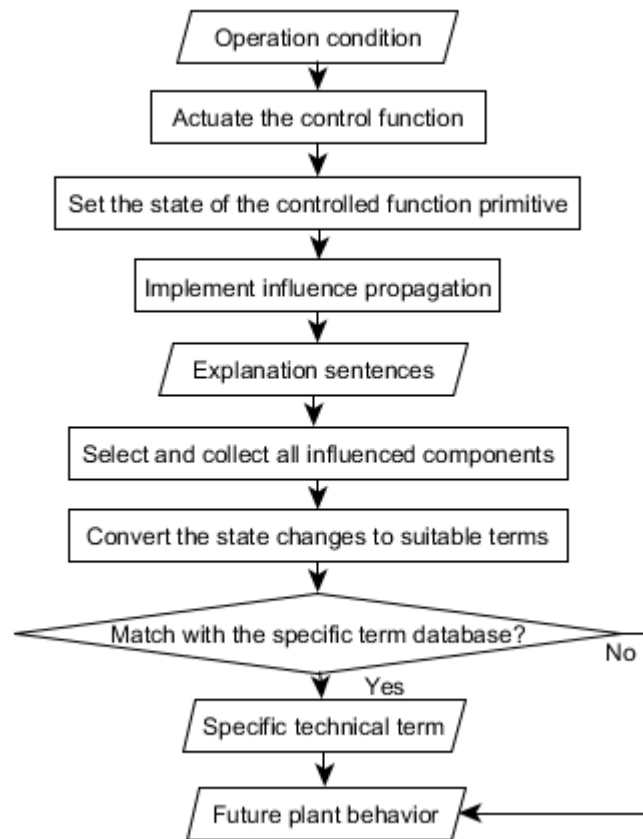 Operation condition
Actuate the control function
Set the state of the controlled function primitive
Implement influence propagation
Explanation sentences
Select and collect all influenced components
Convert the state changes to suitable terms
Match with the specific term database?
No
Yes
Specific technical term
Future plant behavior